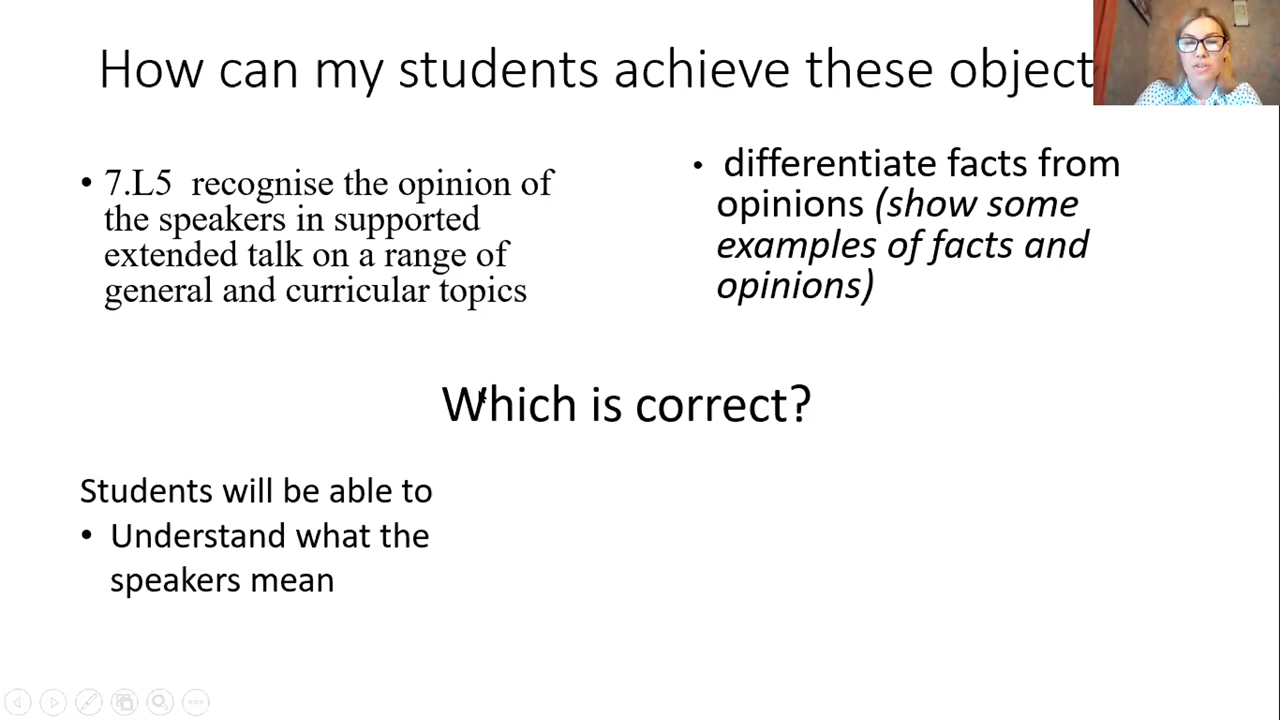 How can my students achieve these object
• 7.L5 recognise the opinion of
the speakers in supported
extended talk on a range of
general and curricular topics
• differentiate facts from
opinions (show some
examples of facts and
opinions)
Which is correct?
Students will be able to
• Understand what the
speakers mean